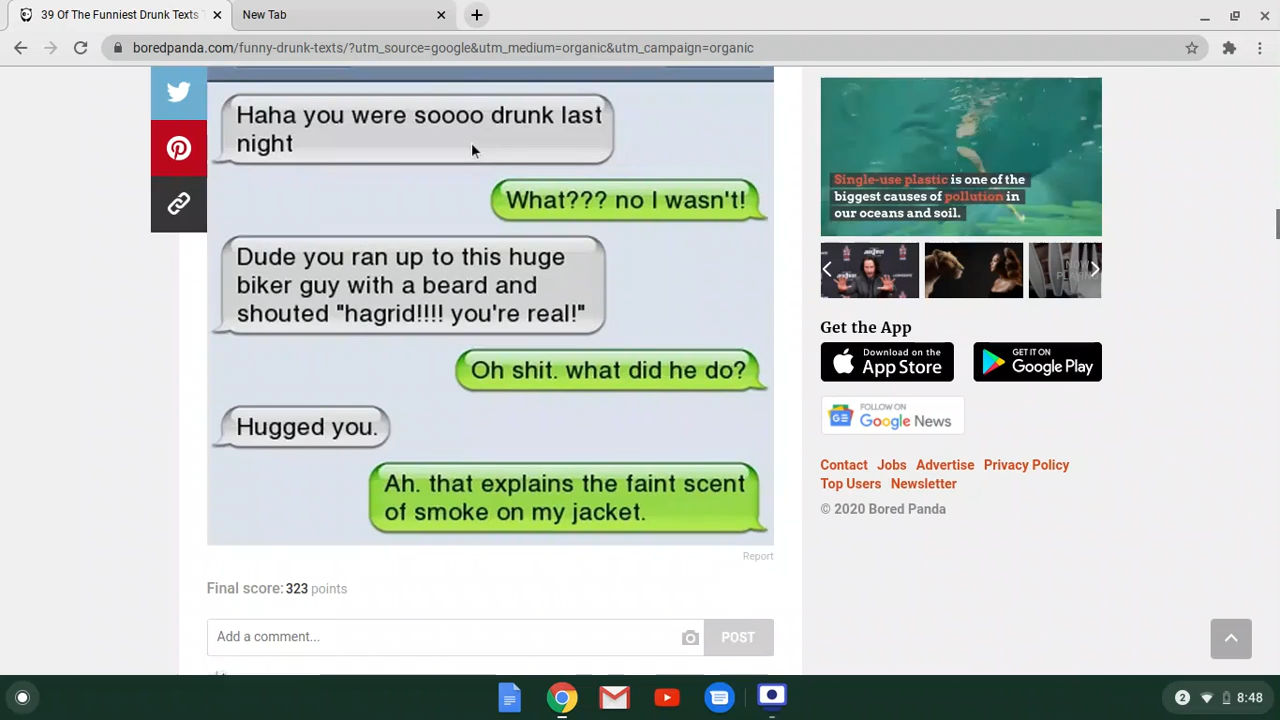 39 Of The Funniest Drunk Texts
New Tab
boredpanda.com/funny-drunk-texts/?utm_source=google&utm_medium=organic&utm_campaign=organic
Haha you were soooo drunk last
night
What??? no I wasn't!
Dude you ran up to this huge
biker guy with a beard and
shouted "hagrid!!!! you're real!"
Oh shit. what did he do?
Hugged you.
Ah. that explains the faint scent
of smoke on my jacket.
Report
Final score: 323 points
Add a comment...
POST
Single-use plastic is one of the
biggest causes of pollution in
our oceans and soil.
NOW
Get the App
Download on the
App Store
GET IT ON
Google Play
FOLLOW ON
Google News
Contact Jobs Advertise Privacy Policy
Top Users Newsletter
© 2020 Bored Panda
2
8:48